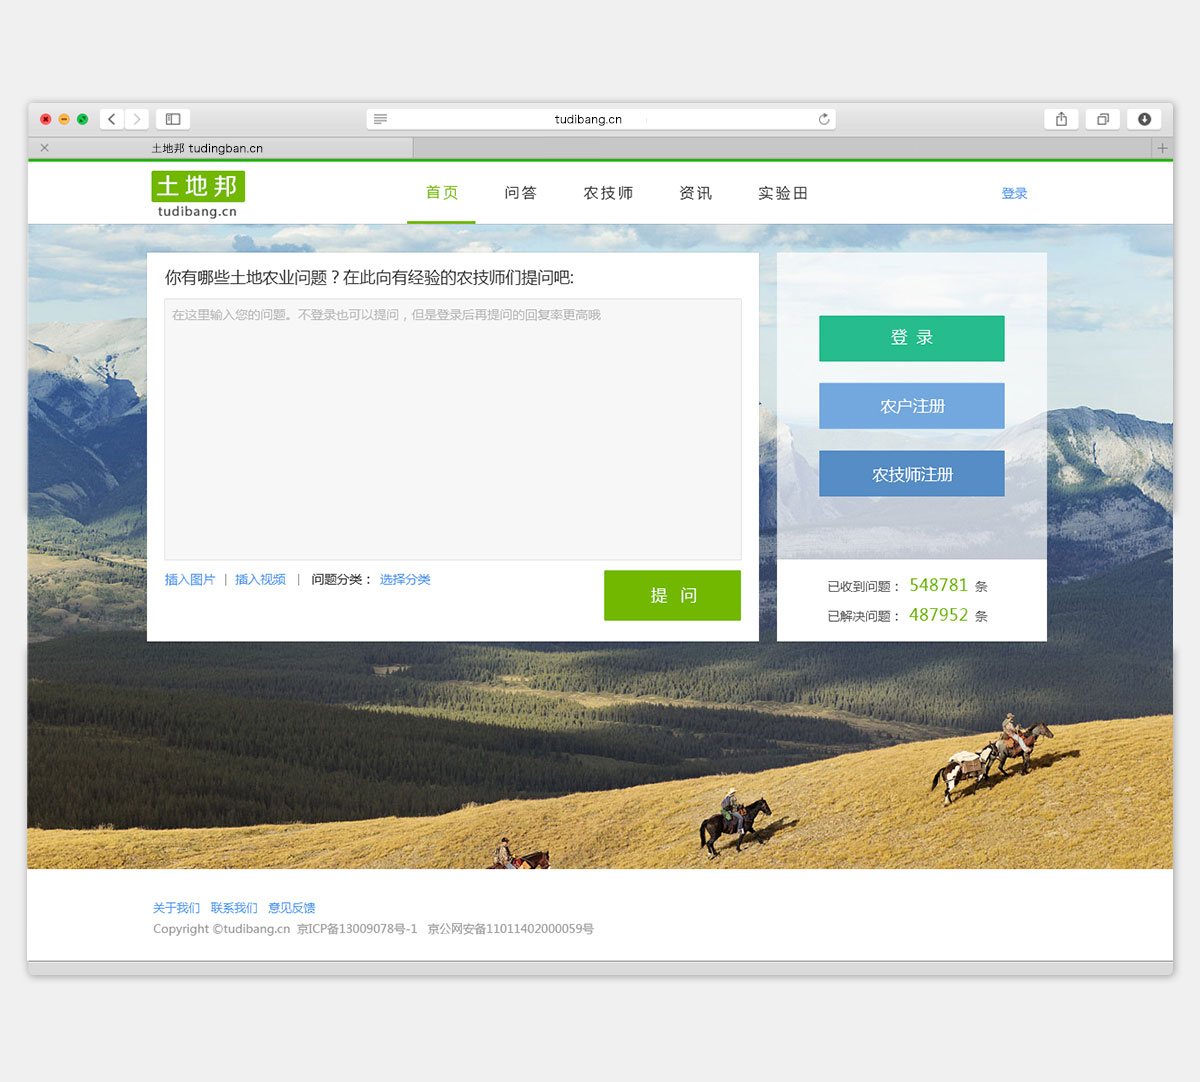 tudibang.cn
土地邦 tudingban.cn
土地邦
tudibang.cn
首页 问答 农技师 资讯 实验田 登录
你有哪些土地农业问题？在此向有经验的农技师们提问吧:
在这里输入您的问题。不登录也可以提问，但是登录后再提问的回复率更高哦
插入图片 | 插入视频 | 问题分类： 选择分类
提 问
登 录
农户注册
农技师注册
已收到问题： 548781 条
已解决问题： 487952 条
关于我们 联系我们 意见反馈
Copyright ©tudibang.cn 京ICP备13009078号-1 京公网安备11011402000059号